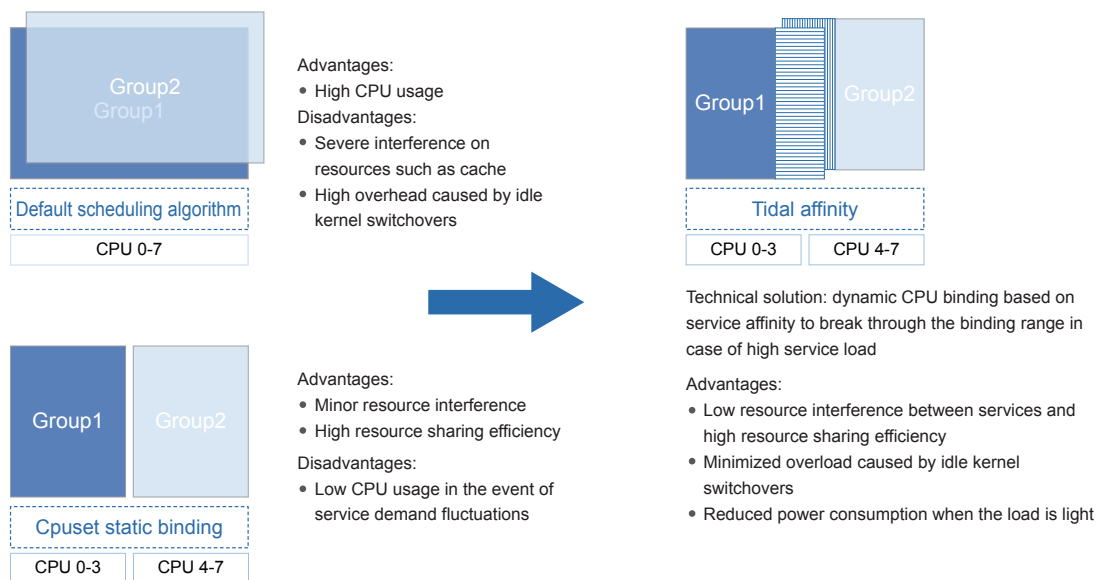 Group2
Group1
Default scheduling algorithm
CPU 0-7
Advantages:
• High CPU usage
Disadvantages:
• Severe interference on
resources such as cache
• High overhead caused by idle
kernel switchovers
Group1
Group2
Cpuset static binding
CPU 0-3
CPU 4-7
Advantages:
• Minor resource interference
• High resource sharing efficiency
Disadvantages:
• Low CPU usage in the event of
service demand fluctuations
Group1
Group2
Tidal affinity
CPU 0-3
CPU 4-7
Technical solution: dynamic CPU binding based on
service affinity to break through the binding range in
case of high service load
Advantages:
• Low resource interference between services and
high resource sharing efficiency
• Minimized overload caused by idle kernel
switchovers
• Reduced power consumption when the load is light